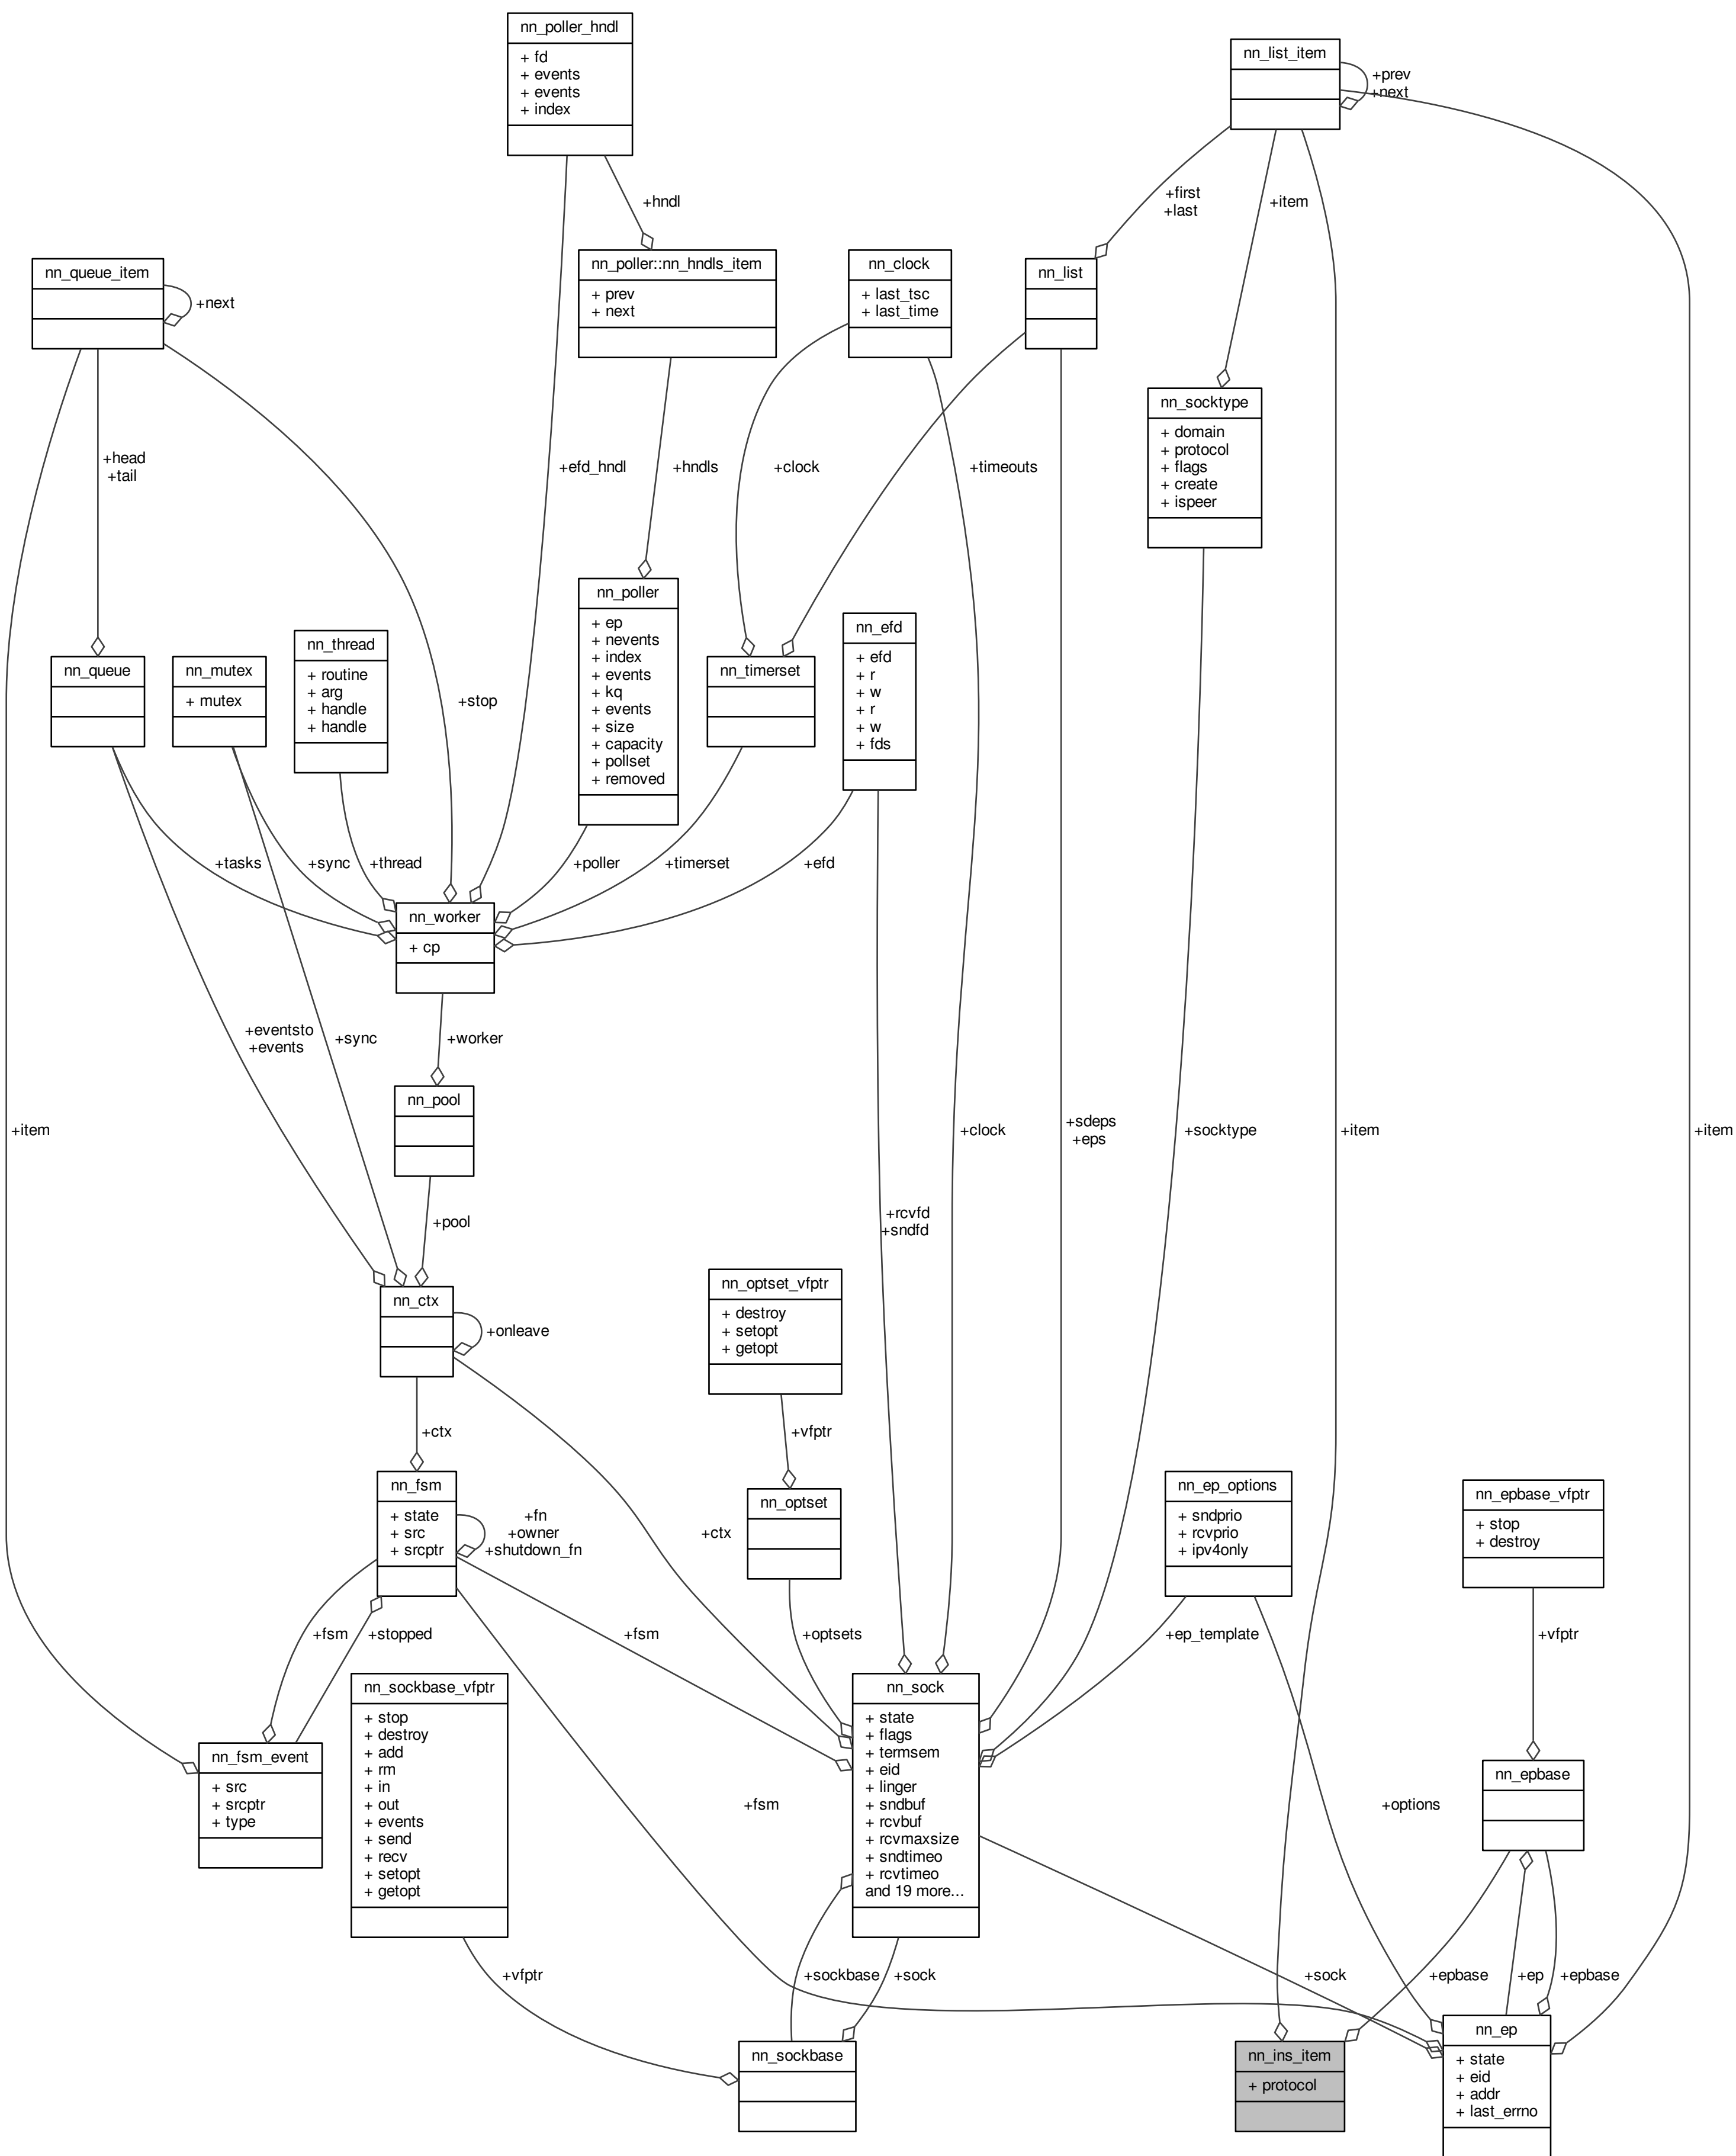 nn_poller_hndl
+ fd
+ events
+ events
+ index
nn_list_item
+prev
+next
+hndl
+first
+last
+item
nn_queue_item
+next
nn_poller::nn_hndls_item
+ prev
+ next
nn_clock
+ last_tsc
+ last_time
nn_list
nn_socktype
+ domain
+ protocol
+ flags
+ create
+ ispeer
+head
+tail
+efd_hndl
+hndls
+clock
+timeouts
nn_queue
nn_mutex
+ mutex
nn_thread
+ routine
+ arg
+ handle
+ handle
+stop
nn_poller
+ ep
+ nevents
+ index
+ events
+ kq
+ events
+ size
+ capacity
+ pollset
+ removed
nn_timerset
nn_efd
+ efd
+ r
+ w
+ r
+ w
+ fds
+tasks
+sync
+thread
+poller
+timerset
+efd
nn_worker
+ cp
+eventsto
+events
+sync
+worker
nn_pool
+item
+clock
+sdeps
+eps
+socktype
+item
+item
+pool
+rcvfd
+sndfd
nn_ctx
+onleave
nn_optset_vfptr
+ destroy
+ setopt
+ getopt
+ctx
+vfptr
nn_fsm
+ state
+ src
+ srcptr
+fn
+owner
+shutdown_fn
+ctx
nn_optset
nn_ep_options
+ sndprio
+ rcvprio
+ ipv4only
nn_epbase_vfptr
+ stop
+ destroy
+fsm
+stopped
+fsm
+optsets
+ep_template
+vfptr
nn_fsm_event
+ src
+ srcptr
+ type
nn_sockbase_vfptr
+ stop
+ destroy
+ add
+ rm
+ in
+ out
+ events
+ send
+ recv
+ setopt
+ getopt
+fsm
nn_sock
+ state
+ flags
+ termsem
+ eid
+ linger
+ sndbuf
+ rcvbuf
+ rcvmaxsize
+ sndtimeo
+ rcvtimeo
and 19 more...
+options
nn_epbase
+vfptr
+sockbase
+sock
+sock
+epbase
+ep
+epbase
nn_sockbase
nn_ins_item
+ protocol
nn_ep
+ state
+ eid
+ addr
+ last_errno